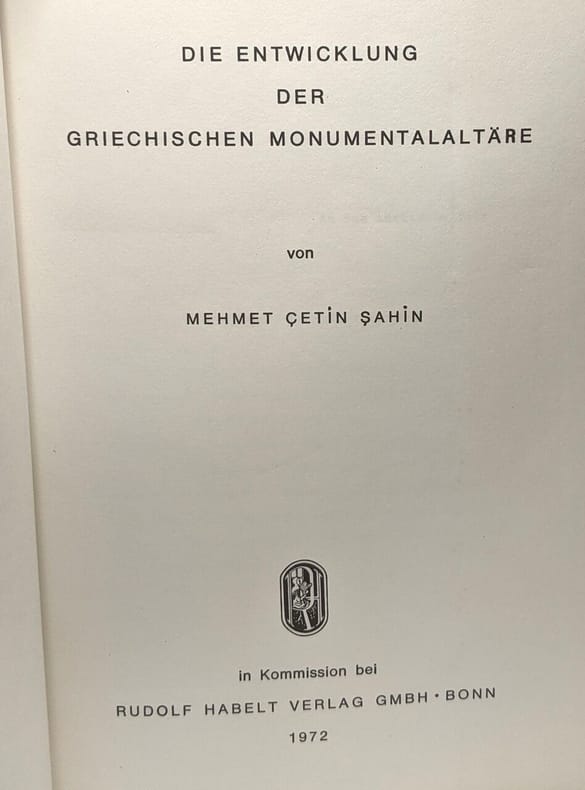 DIE ENTWICKLUNG
DER
GRIECHISCHEN MONUMENTALALTÄRE
von
MEHMET ÇETİN ŞAHİN
in Kommission bei
RUDOLF HABELT VERLAG GMBH · BONN
1972